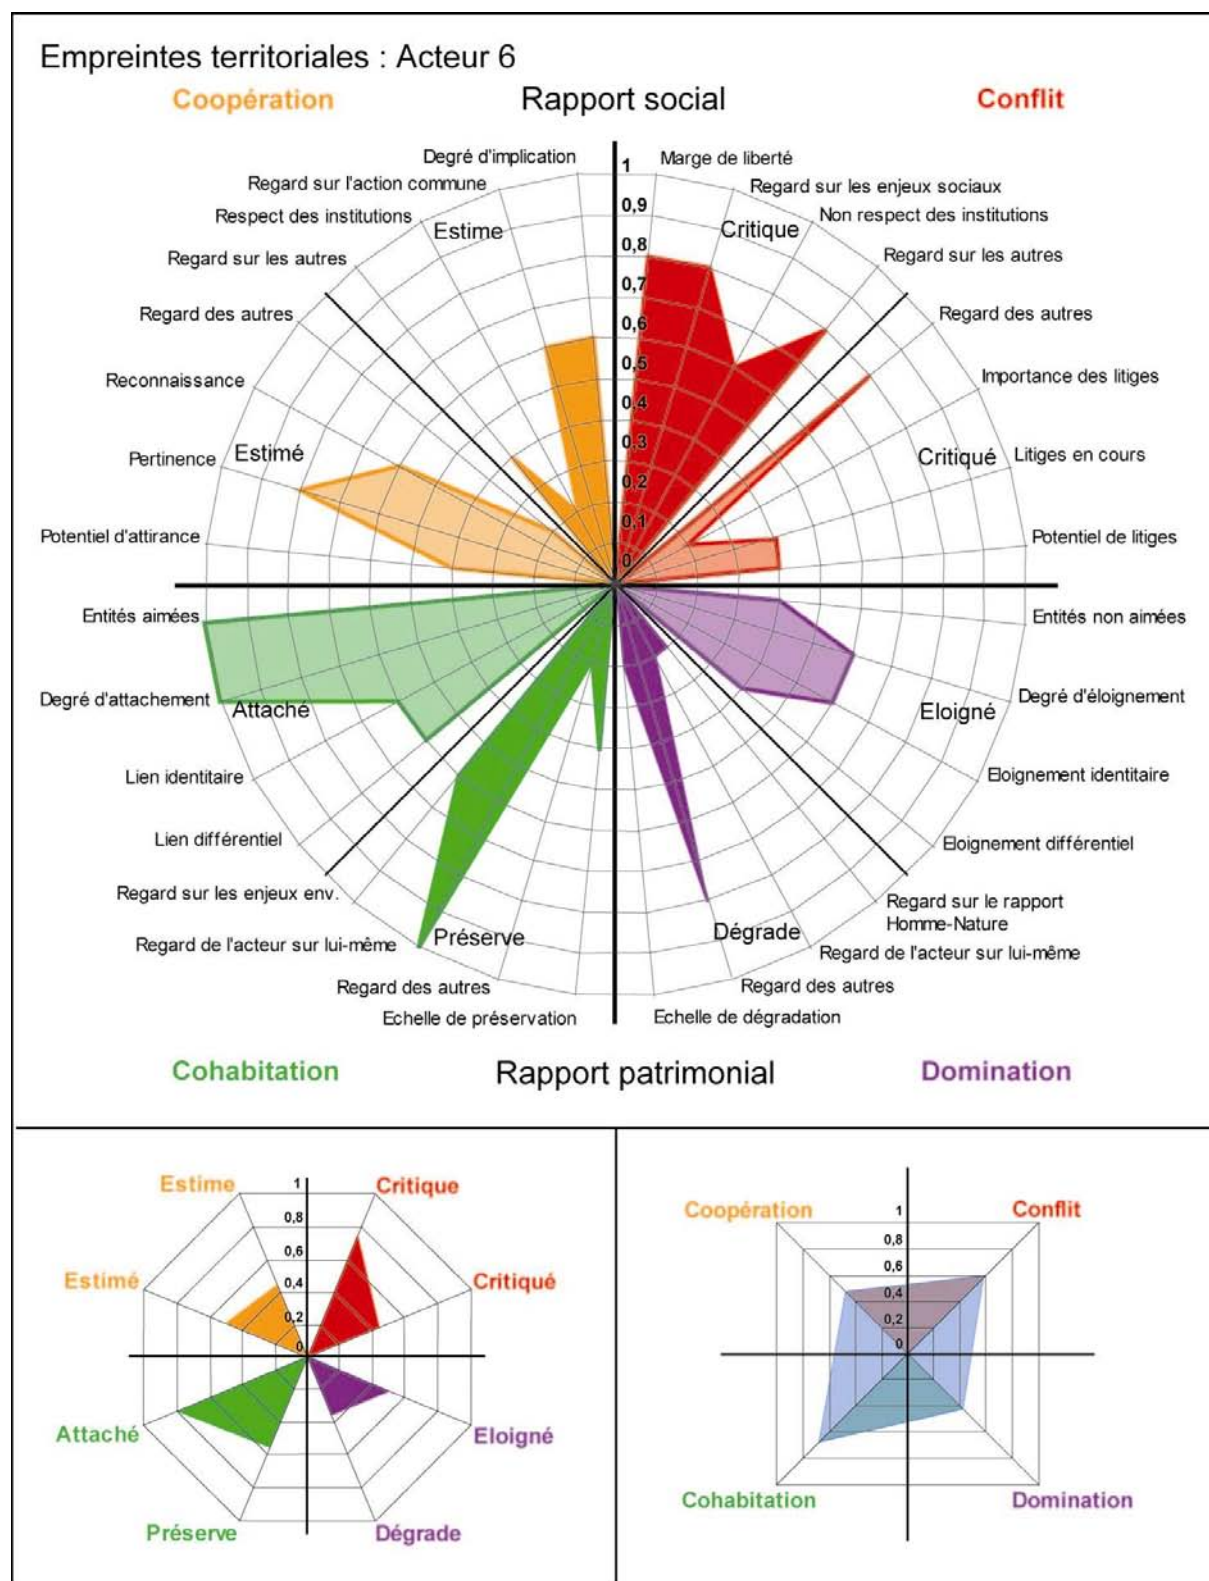 Empreintes territoriales : Acteur 6
Coopération
Rapport social
Conflit
Degré d'implication
Regard sur l'action commune
Respect des institutions
Estime
Regard sur les autres
Regard des autres
Reconnaissance
Pertinence
Estimé
Potentiel d'attirance
1
0,9
0,8
0,7
0,6
0,5
0,4
0,3
0,2
0,1
0
Marge de liberté
Regard sur les enjeux sociaux
Non respect des institutions
Critique
Regard sur les autres
Regard des autres
Importance des litiges
Critiqué
Litiges en cours
Potentiel de litiges
Entités aimées
Degré d'attachement
Attaché
Lien identitaire
Lien différentiel
Regard sur les enjeux env.
Regard de l'acteur sur lui-même
Préserve
Regard des autres
Echelle de préservation
Entités non aimées
Degré d'éloignement
Eloigné
Eloignement identitaire
Eloignement différentiel
Regard sur le rapport
Homme-Nature
Dégrade
Regard de l'acteur sur lui-même
Regard des autres
Echelle de dégradation
Cohabitation
Rapport patrimonial
Domination
Estime
1
Critique
0,8
0,6
Estimé
0,4
Critiqué
0,2
0
Attaché
Eloigné
Préserve
Dégrade
Coopération
1
Conflit
0,8
0,6
0,4
0,2
0
Cohabitation
Domination